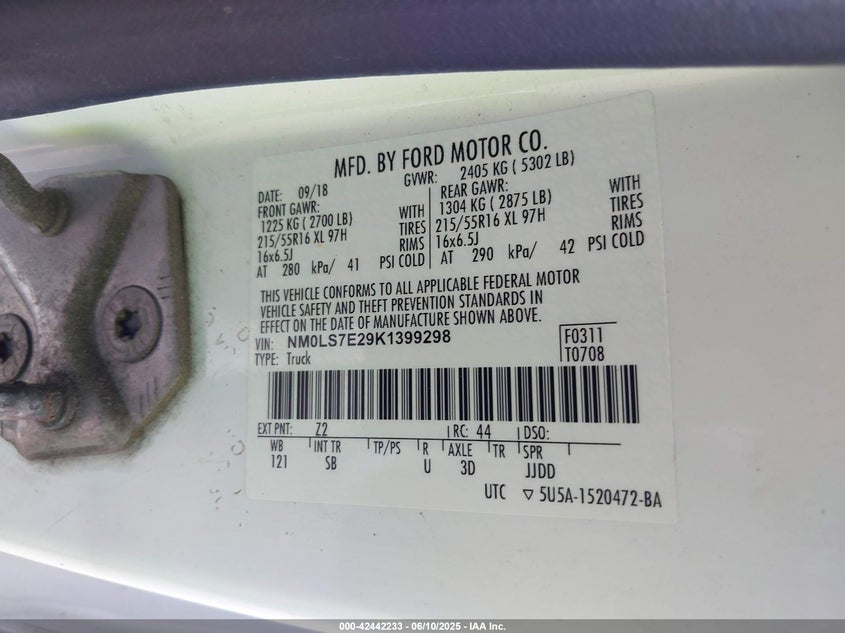 MFD. BY FORD MOTOR CO.
DATE: 09/18 GVWR: 2405 KG ( 5302 LB)
FRONT GAWR: REAR GAWR:
1225 KG ( 2700 LB) WITH 1304 KG ( 2875 LB) WITH
215/55R16 XL 97H TIRES 215/55R16 XL 97H TIRES
16x6.5J RIMS 16x6.5J RIMS
AT 280 kPa/ 41 PSI COLD AT 290 kPa/ 42 PSI COLD
THIS VEHICLE CONFORMS TO ALL APPLICABLE FEDERAL MOTOR
VEHICLE SAFETY AND THEFT PREVENTION STANDARDS IN
EFFECT ON THE DATE OF MANUFACTURE SHOWN ABOVE.
VIN: NM0LS7E29K1399298 F0311
TYPE: Truck T0708
EXT PNT: Z2 RC: 44 DSO:
WB INT TR TP/PS R AXLE TR SPR
121 SB U 3D JJDD
UTC ▽ 5U5A-1520472-BA
000-42442233 - 06/10/2025 - IAA Inc.